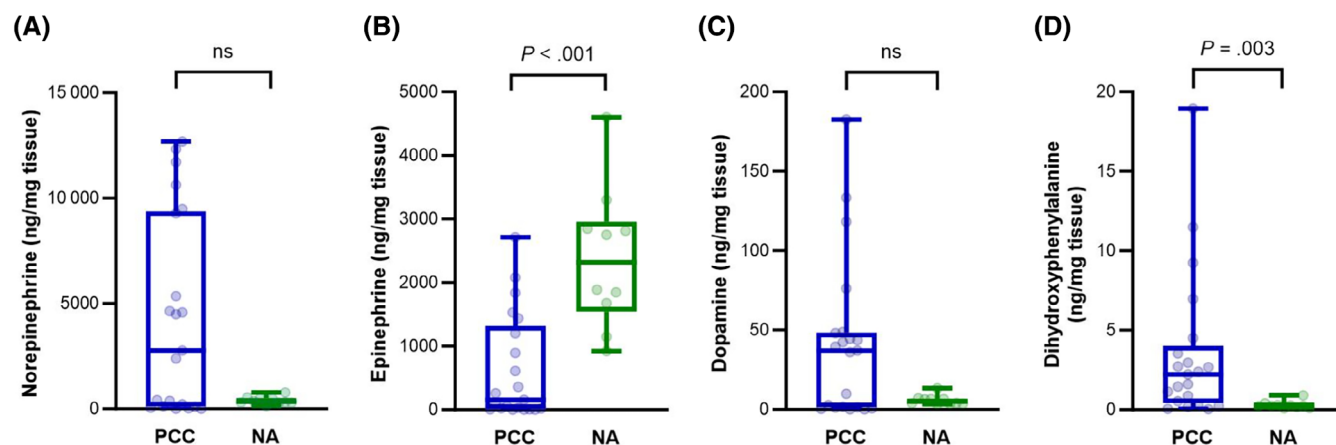 (A)
ns
Norepinephrine (ng/mg tissue)
15 000
10 000
5000
0
PCC
NA
(B)
P < .001
Epinephrine (ng/mg tissue)
5000
4000
3000
2000
1000
0
PCC
NA
(C)
ns
Dopamine (ng/mg tissue)
200
150
100
50
0
PCC
NA
(D)
P = .003
Dihydroxyphenylalanine
(ng/mg tissue)
20
15
10
5
0
PCC
NA